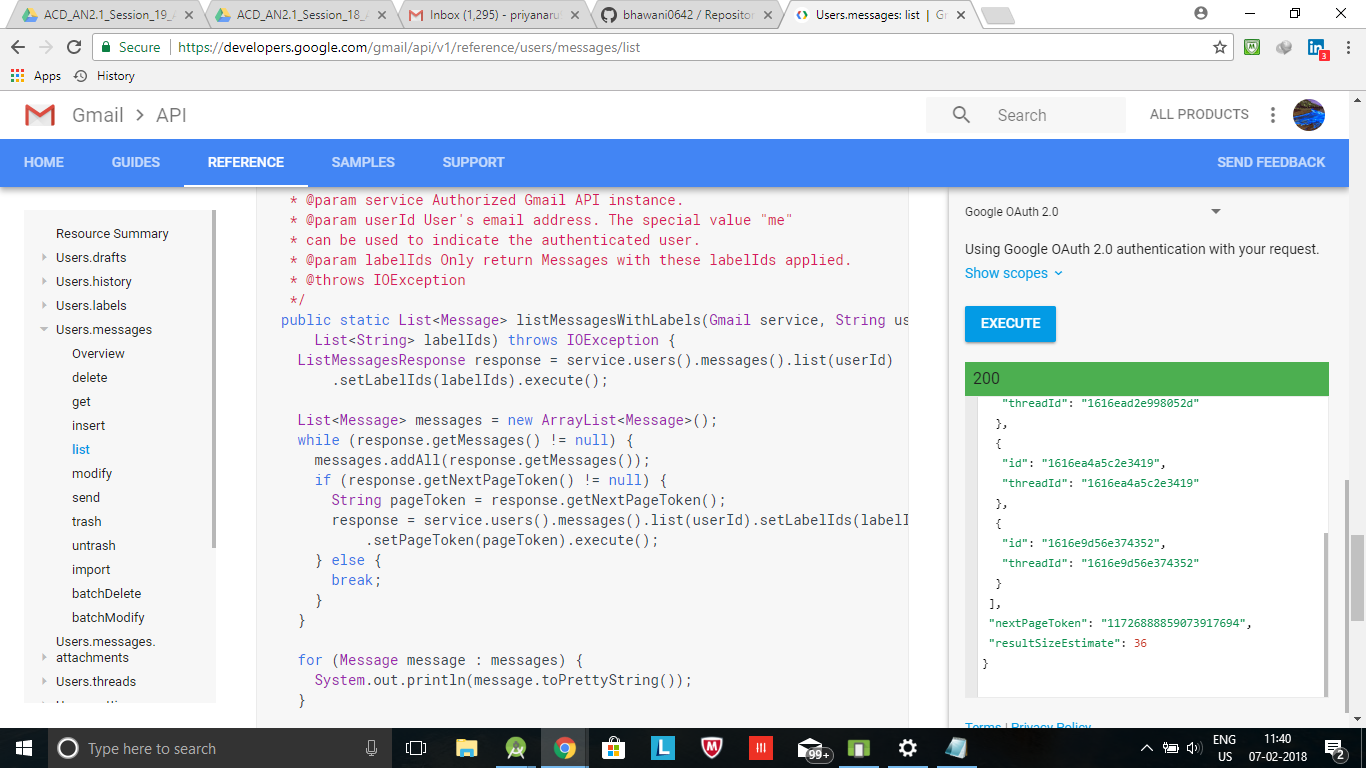 ACD_AN2.1_Session_19_A
ACD_AN2.1_Session_18_A
Inbox (1,295) - priyanaru
bhawani0642 / Repositor
Users.messages: list | Gm
Secure
https://developers.google.com/gmail/api/v1/reference/users/messages/list
3
Apps
History
Gmail > API
Search
ALL PRODUCTS
HOME
GUIDES
REFERENCE
SAMPLES
SUPPORT
SEND FEEDBACK
Resource Summary
Users.drafts
Users.history
Users.labels
Users.messages
Overview
delete
get
insert
list
modify
send
trash
untrash
import
batchDelete
batchModify
Users.messages.
attachments
Users.threads
* @param service Authorized Gmail API instance.
* @param userId User's email address. The special value "me"
* can be used to indicate the authenticated user.
* @param labelIds Only return Messages with these labelIds applied.
* @throws IOException
*/
public static List<Message> listMessagesWithLabels(Gmail service, String us
List<String> labelIds) throws IOException {
ListMessagesResponse response = service.users().messages().list(userId)
.setLabelIds(labelIds).execute();
List<Message> messages = new ArrayList<Message>();
while (response.getMessages() != null) {
messages.addAll(response.getMessages());
if (response.getNextPageToken() != null) {
String pageToken = response.getNextPageToken();
response = service.users().messages().list(userId).setLabelIds(labelI
.setPageToken(pageToken).execute();
} else {
break;
}
}
for (Message message : messages) {
System.out.println(message.toPrettyString());
}
Google OAuth 2.0
Using Google OAuth 2.0 authentication with your request.
Show scopes
EXECUTE
200
"threadId": "1616ead2e998052d"
},
{
"id": "1616ea4a5c2e3419",
"threadId": "1616ea4a5c2e3419"
},
{
"id": "1616e9d56e374352",
"threadId": "1616e9d56e374352"
}
],
"nextPageToken": "11726888859073917694",
"resultSizeEstimate": 36
}
Terms | Privacy Policy
Type here to search
L
99+
ENG
US
11:40
07-02-2018
2